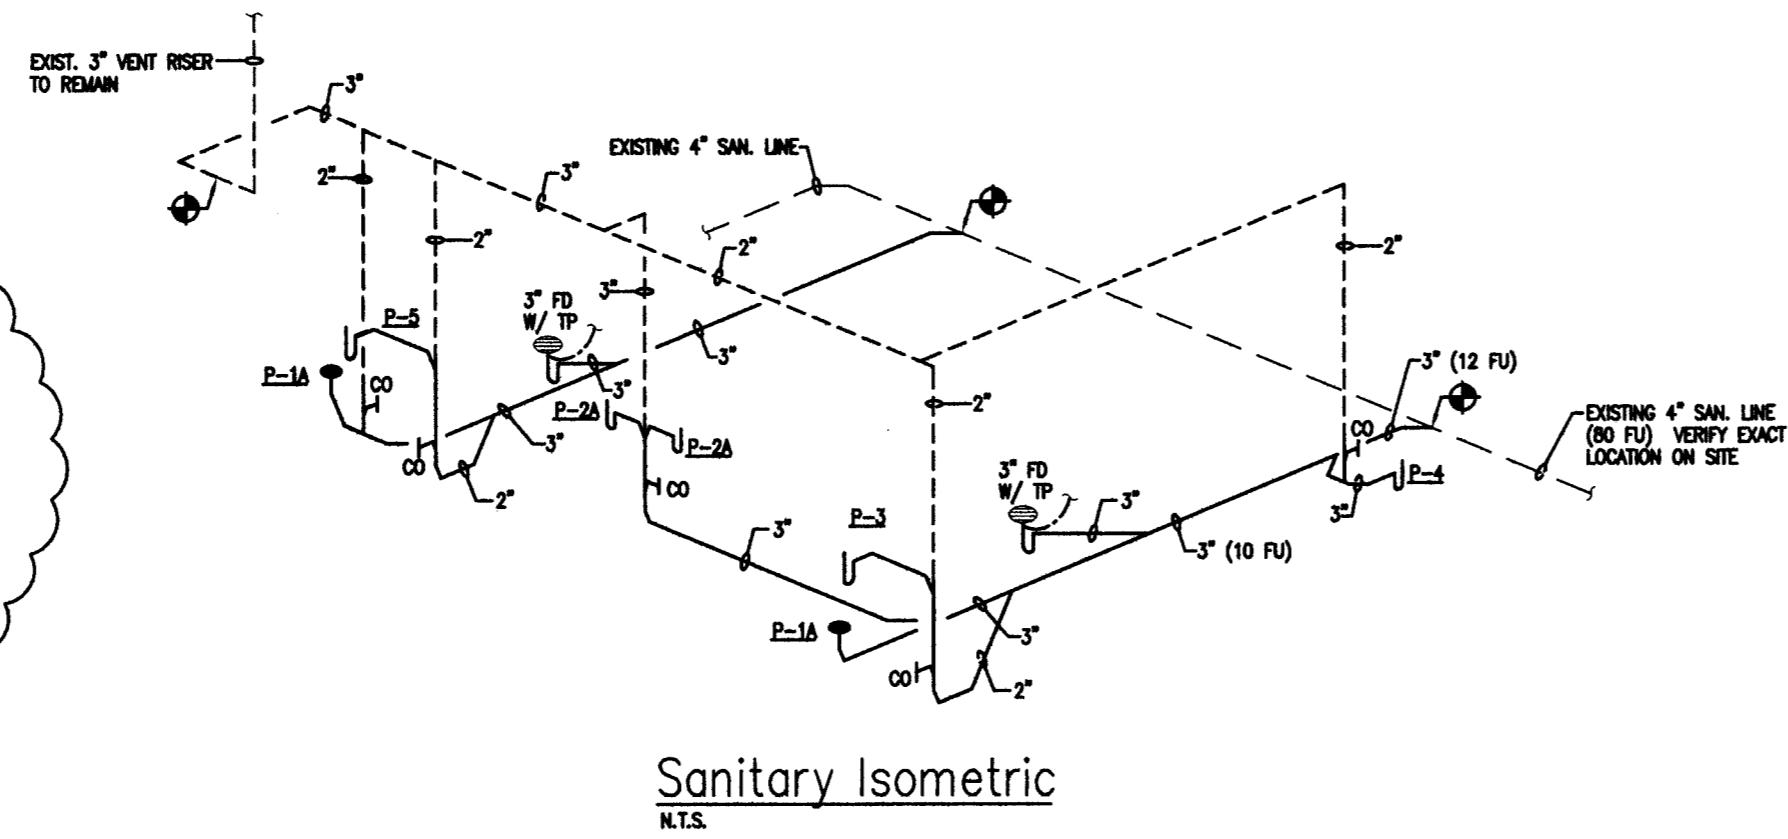 EXIST. 3" VENT RISER
TO REMAIN
3"
EXISTING 4" SAN. LINE
2"
3"
2"
2"
2"
3" FD
W/ TP
3"
P-5
3"
3" (12 FU)
P-1A
CO
3"
2"
EXISTING 4" SAN. LINE
(80 FU) VERIFY EXACT
LOCATION ON SITE
P-2A
3"
P-2A
CO
CO
2"
CO
3" FD
W/ TP
3"
P-4
3"
P-3
3"
3" (10 FU)
P-1A
3"
CO
2"
Sanitary Isometric
N.T.S.